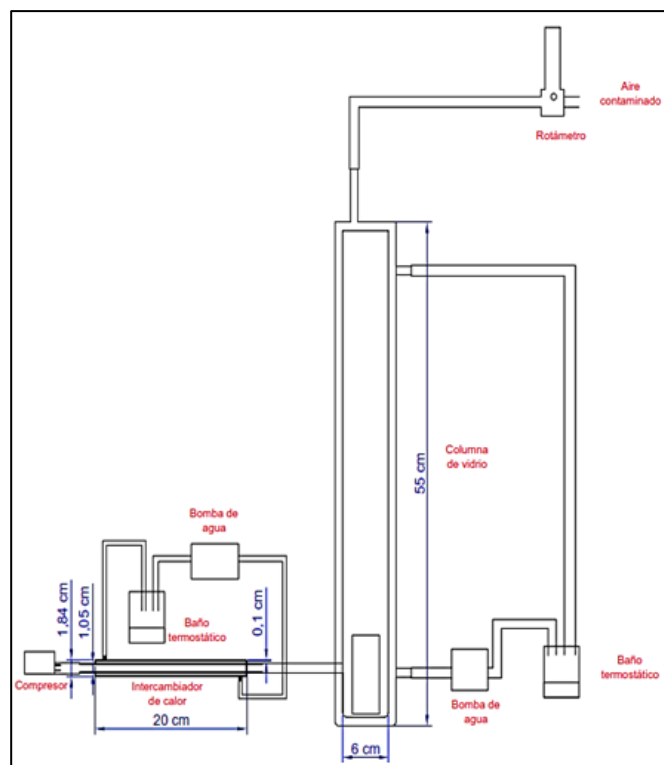 Aire
contaminado
Rotámetro
Columna
de vidrio
55 cm
Bomba de
agua
Baño
termostático
1,84 cm
1,05 cm
0,1 cm
Compresor
Intercambiador
de calor
20 cm
Bomba de
agua
Baño
termostático
6 cm